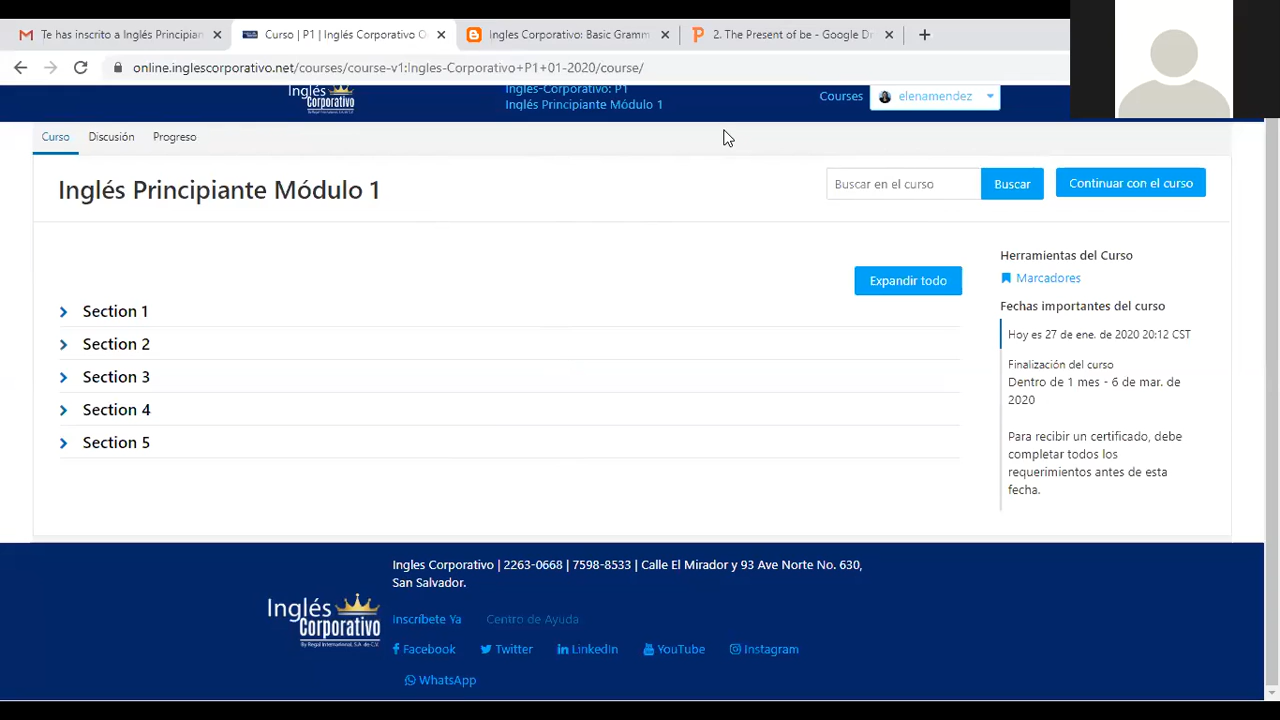 Te has inscrito a Inglés Principian
Curso | P1 | Inglés Corporativo O
Ingles Corporativo: Basic Gramm
2. The Present of be - Google Dr
online.inglescorporativo.net/courses/course-v1:Ingles-Corporativo+P1+01-2020/course/
Inglés
Corporativo
Ingles-Corporativo: P1
Inglés Principiante Módulo 1
Courses
elenamendez
Curso
Discusión
Progreso
Inglés Principiante Módulo 1
Buscar en el curso
Buscar
Continuar con el curso
Expandir todo
Section 1
Section 2
Section 3
Section 4
Section 5
Herramientas del Curso
Marcadores
Fechas importantes del curso
Hoy es 27 de ene. de 2020 20:12 CST
Finalización del curso
Dentro de 1 mes - 6 de mar. de
2020
Para recibir un certificado, debe
completar todos los
requerimientos antes de esta
fecha.
Inglés
Corporativo
By Regal International, S.A. de C.V.
Ingles Corporativo | 2263-0668 | 7598-8533 | Calle El Mirador y 93 Ave Norte No. 630,
San Salvador.
Inscríbete Ya
Centro de Ayuda
Facebook
Twitter
LinkedIn
YouTube
Instagram
WhatsApp